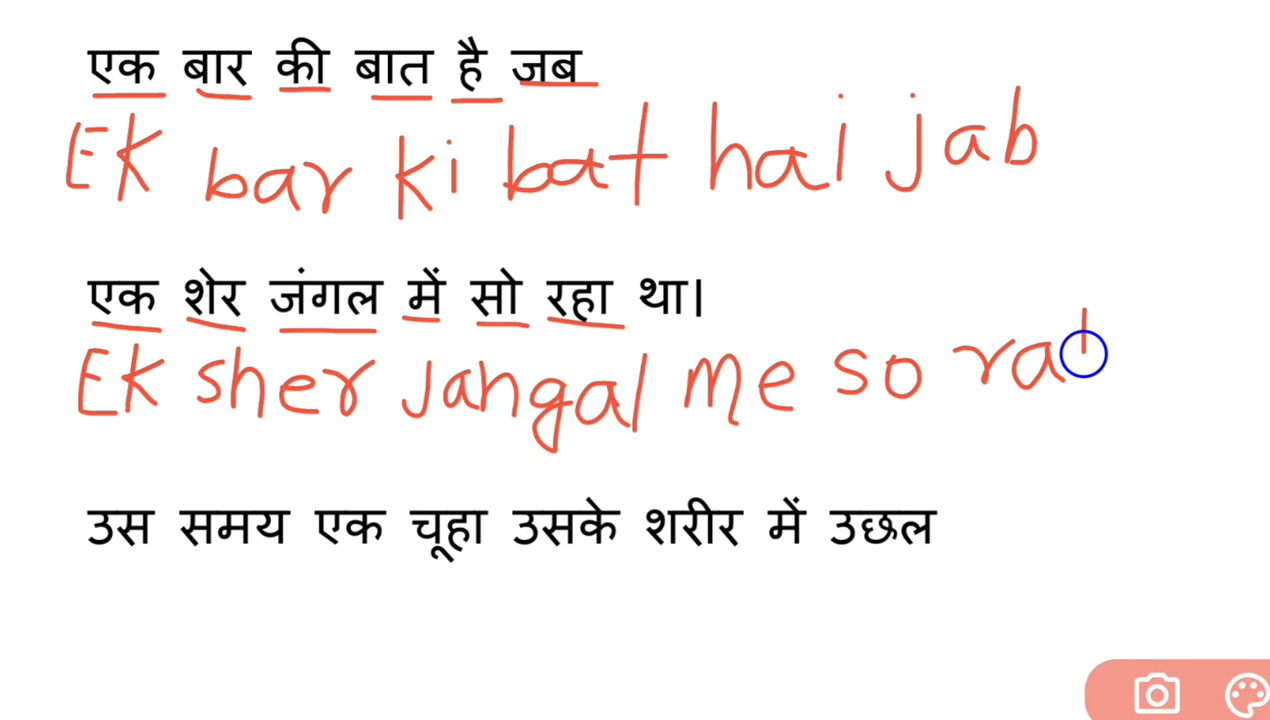 एक बार की बात है जब
Ek bar ki bat hai jab
एक शेर जंगल में सो रहा था।
Ek sher Jangal me so ra
उस समय एक चूहा उसके शरीर में उछल